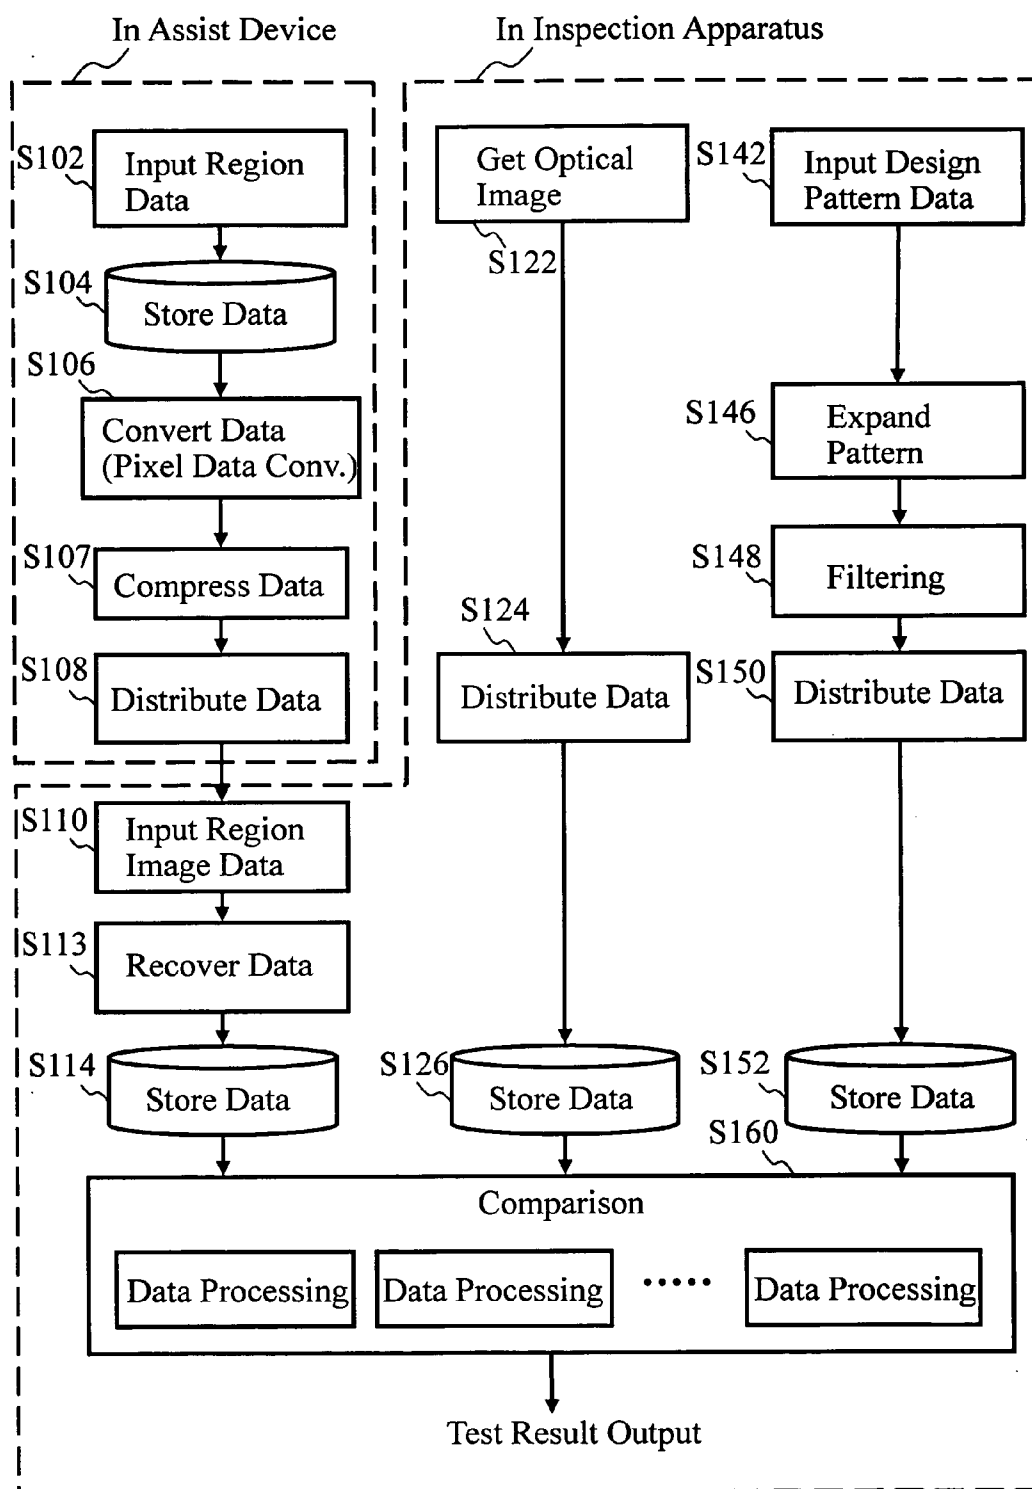 In Assist Device
In Inspection Apparatus
S102
Input Region
Data
S104
Store Data
S106
Convert Data
(Pixel Data Conv.)
S107
Compress Data
S108
Distribute Data
S110
Input Region
Image Data
S113
Recover Data
S114
Store Data
Get Optical
Image
S122
S124
Distribute Data
S126
Store Data
S142
Input Design
Pattern Data
S146
Expand
Pattern
S148
Filtering
S150
Distribute Data
S152
Store Data
S160
Comparison
Data Processing
Data Processing
.....
Data Processing
Test Result Output